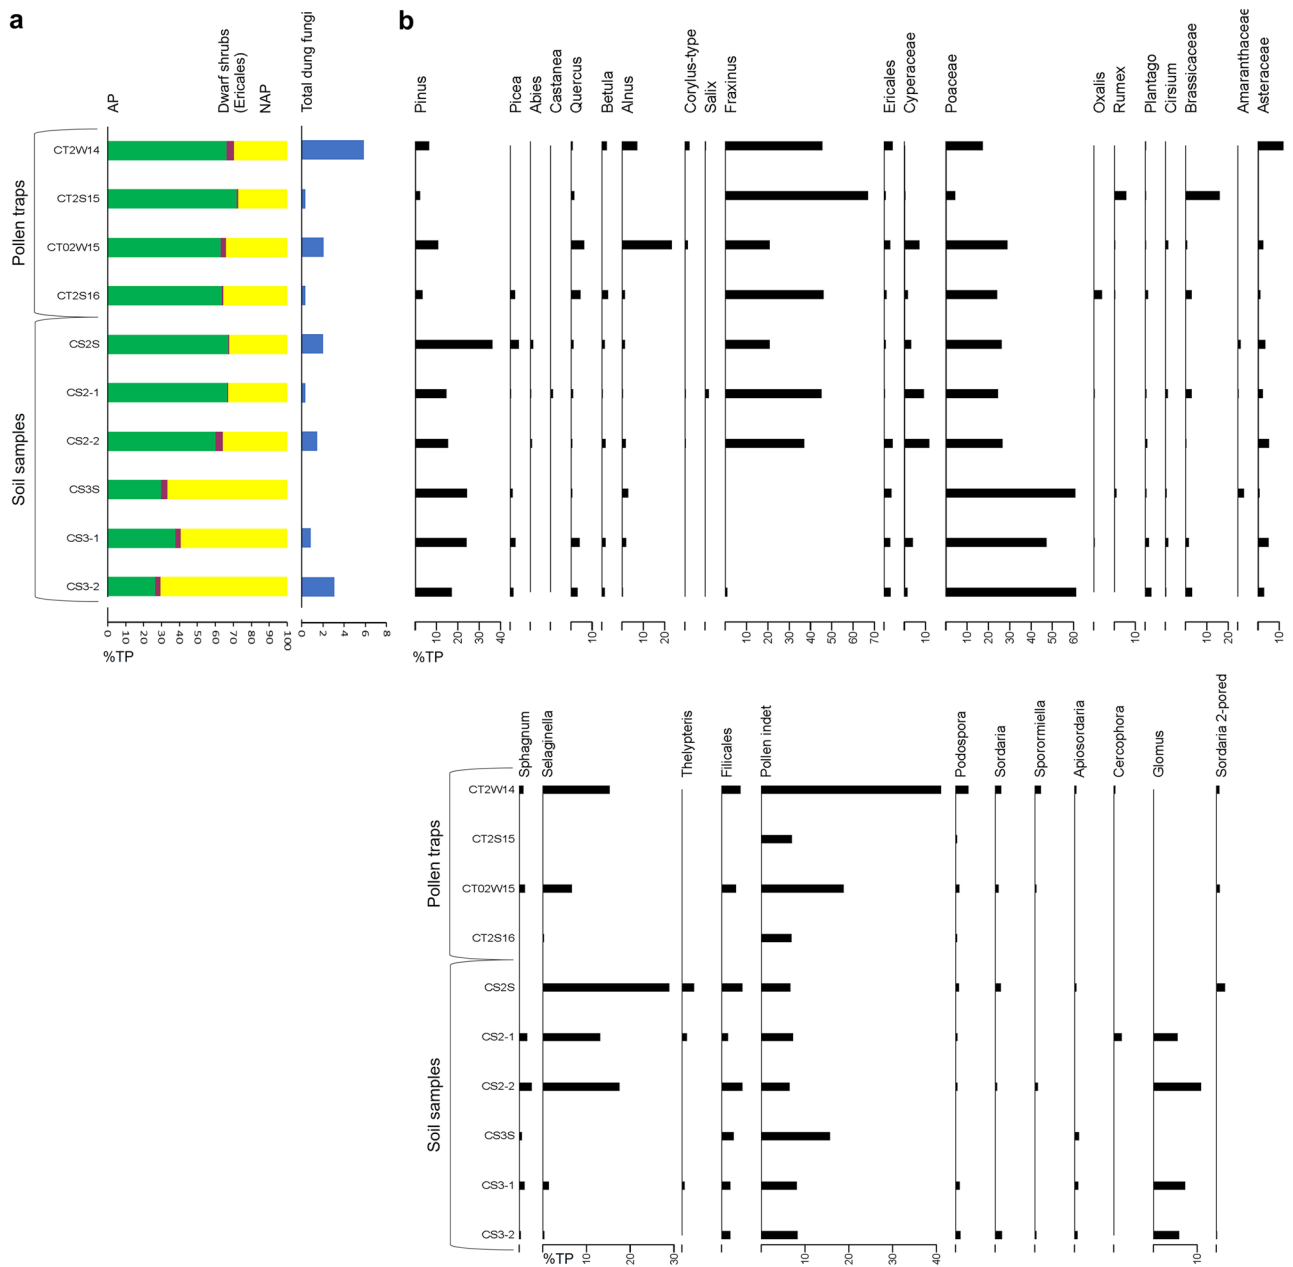 a
AP
Dwarf shrubs
(Ericales)
NAP
Total dung fungi
Pollen traps
CT2W14
CT2S15
CT02W15
CT2S16
Soil samples
CS2S
CS2-1
CS2-2
CS3S
CS3-1
CS3-2
0 10 20 30 40 50 60 70 80 90 100
%TP
0 2 4 6 8
b
Pinus
Picea
Abies
Castanea
Quercus
Betula
Alnus
Corylus-type
Salix
Fraxinus
Ericales
Cyperaceae
Poaceae
Oxalis
Rumex
Plantago
Cirsium
Brassicaceae
Amaranthaceae
Asteraceae
10 20 30 40
10
10 20
10 20 30 40 50 60 70
10
10 20 30 40 50 60
10
10 20
10
%TP
Sphagnum
Selaginella
Thelypteris
Filicales
Pollen indet
Podospora
Sordaria
Sporormiella
Apiosordaria
Cercophora
Glomus
Sordaria 2-pored
Pollen traps
CT2W14
CT2S15
CT02W15
CT2S16
Soil samples
CS2S
CS2-1
CS2-2
CS3S
CS3-1
CS3-2
%TP
10 20 30
10 20 30 40
10